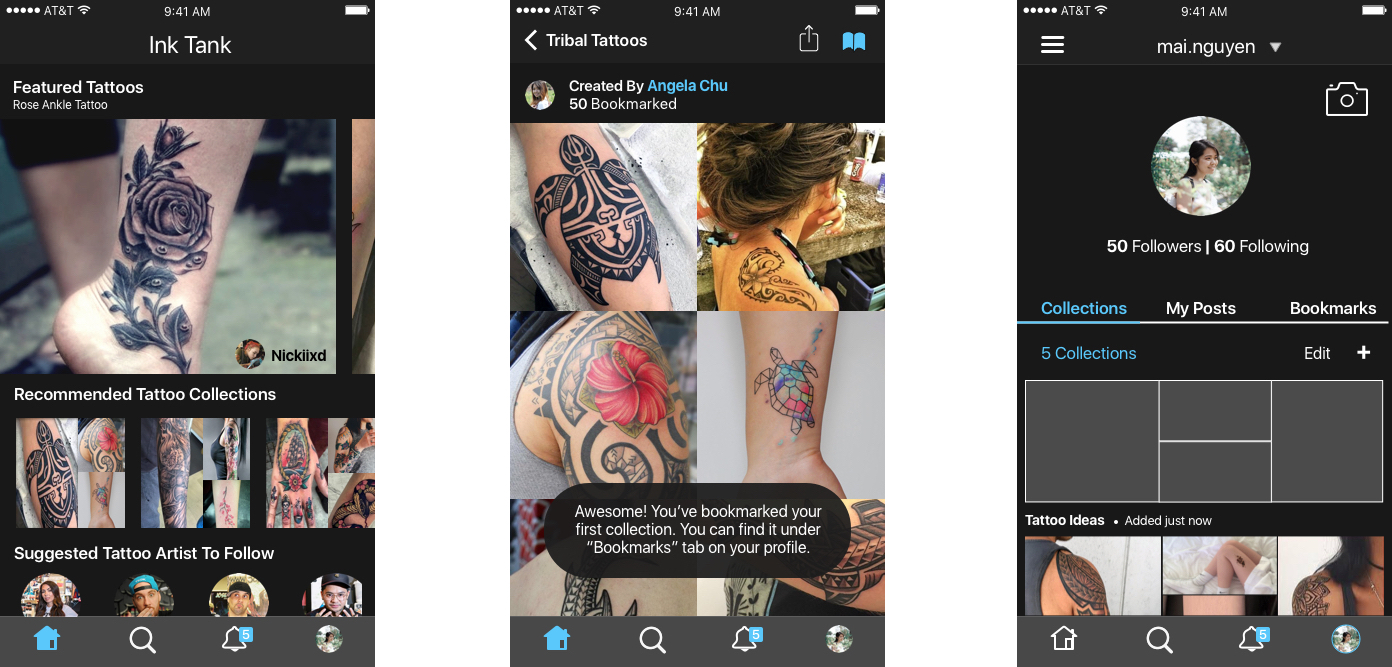 ●●●●● AT&T 9:41 AM
Ink Tank
Featured Tattoos
Rose Ankle Tattoo
Nickiixd
Recommended Tattoo Collections
Suggested Tattoo Artist To Follow
5
●●●●● AT&T 9:41 AM
Tribal Tattoos
Created By Angela Chu
50 Bookmarked
Awesome! You’ve bookmarked your
first collection. You can find it under
“Bookmarks” tab on your profile.
5
●●●●● AT&T 9:41 AM
mai.nguyen ▼
50 Followers | 60 Following
Collections My Posts Bookmarks
5 Collections Edit +
Tattoo Ideas • Added just now
5